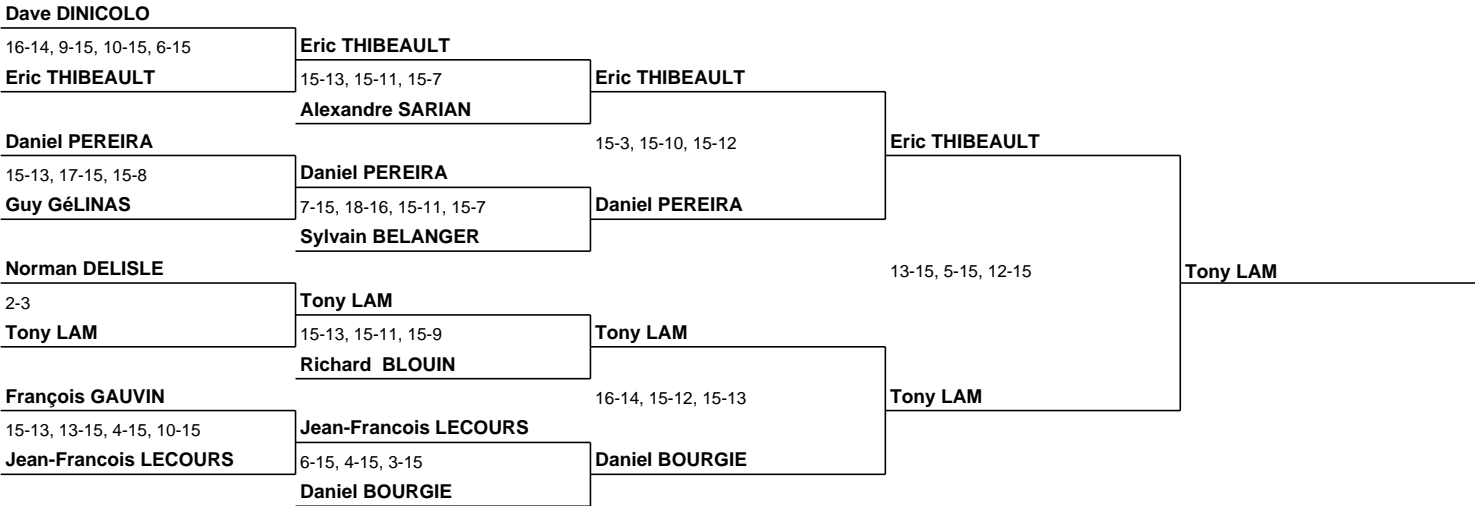 Dave DINICOLO
16-14, 9-15, 10-15, 6-15
Eric THIBEAULT
Eric THIBEAULT
15-13, 15-11, 15-7
Alexandre SARIAN
Eric THIBEAULT
Daniel PEREIRA
15-13, 17-15, 15-8
Guy GéLINAS
Daniel PEREIRA
7-15, 18-16, 15-11, 15-7
Sylvain BELANGER
15-3, 15-10, 15-12
Daniel PEREIRA
Eric THIBEAULT
Norman DELISLE
2-3
Tony LAM
Tony LAM
15-13, 15-11, 15-9
Richard  BLOUIN
Tony LAM
François GAUVIN
15-13, 13-15, 4-15, 10-15
Jean-Francois LECOURS
Jean-Francois LECOURS
6-15, 4-15, 3-15
Daniel BOURGIE
16-14, 15-12, 15-13
Daniel BOURGIE
13-15, 5-15, 12-15
Tony LAM
Tony LAM